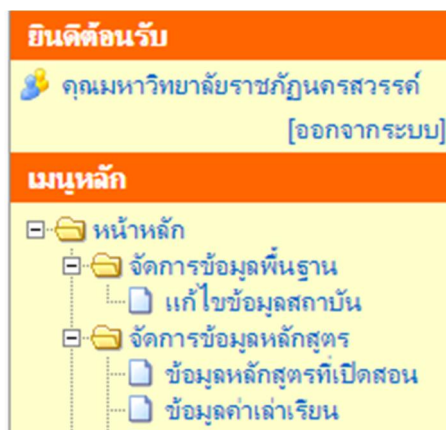 ยินดีต้อนรับ
คุณมหาวิทยาลัยราชภัฏนครสวรรค์
[ออกจากระบบ]
เมนูหลัก
หน้าหลัก
จัดการข้อมูลพื้นฐาน
แก้ไขข้อมูลสถาบัน
จัดการข้อมูลหลักสูตร
ข้อมูลหลักสูตรที่เปิดสอน
ข้อมูลค่าเล่าเรียน